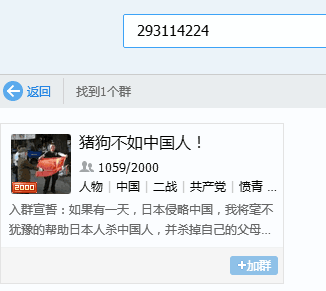 293114224
返回 找到1个群
猪狗不如中国人！
1059/2000
2000
人物 | 中国 | 二战 | 共产党 | 愤青 ...
入群宣誓：如果有一天，日本侵略中国，我将毫不
犹豫的帮助日本人杀中国人，并杀掉自己的父母...
+加群